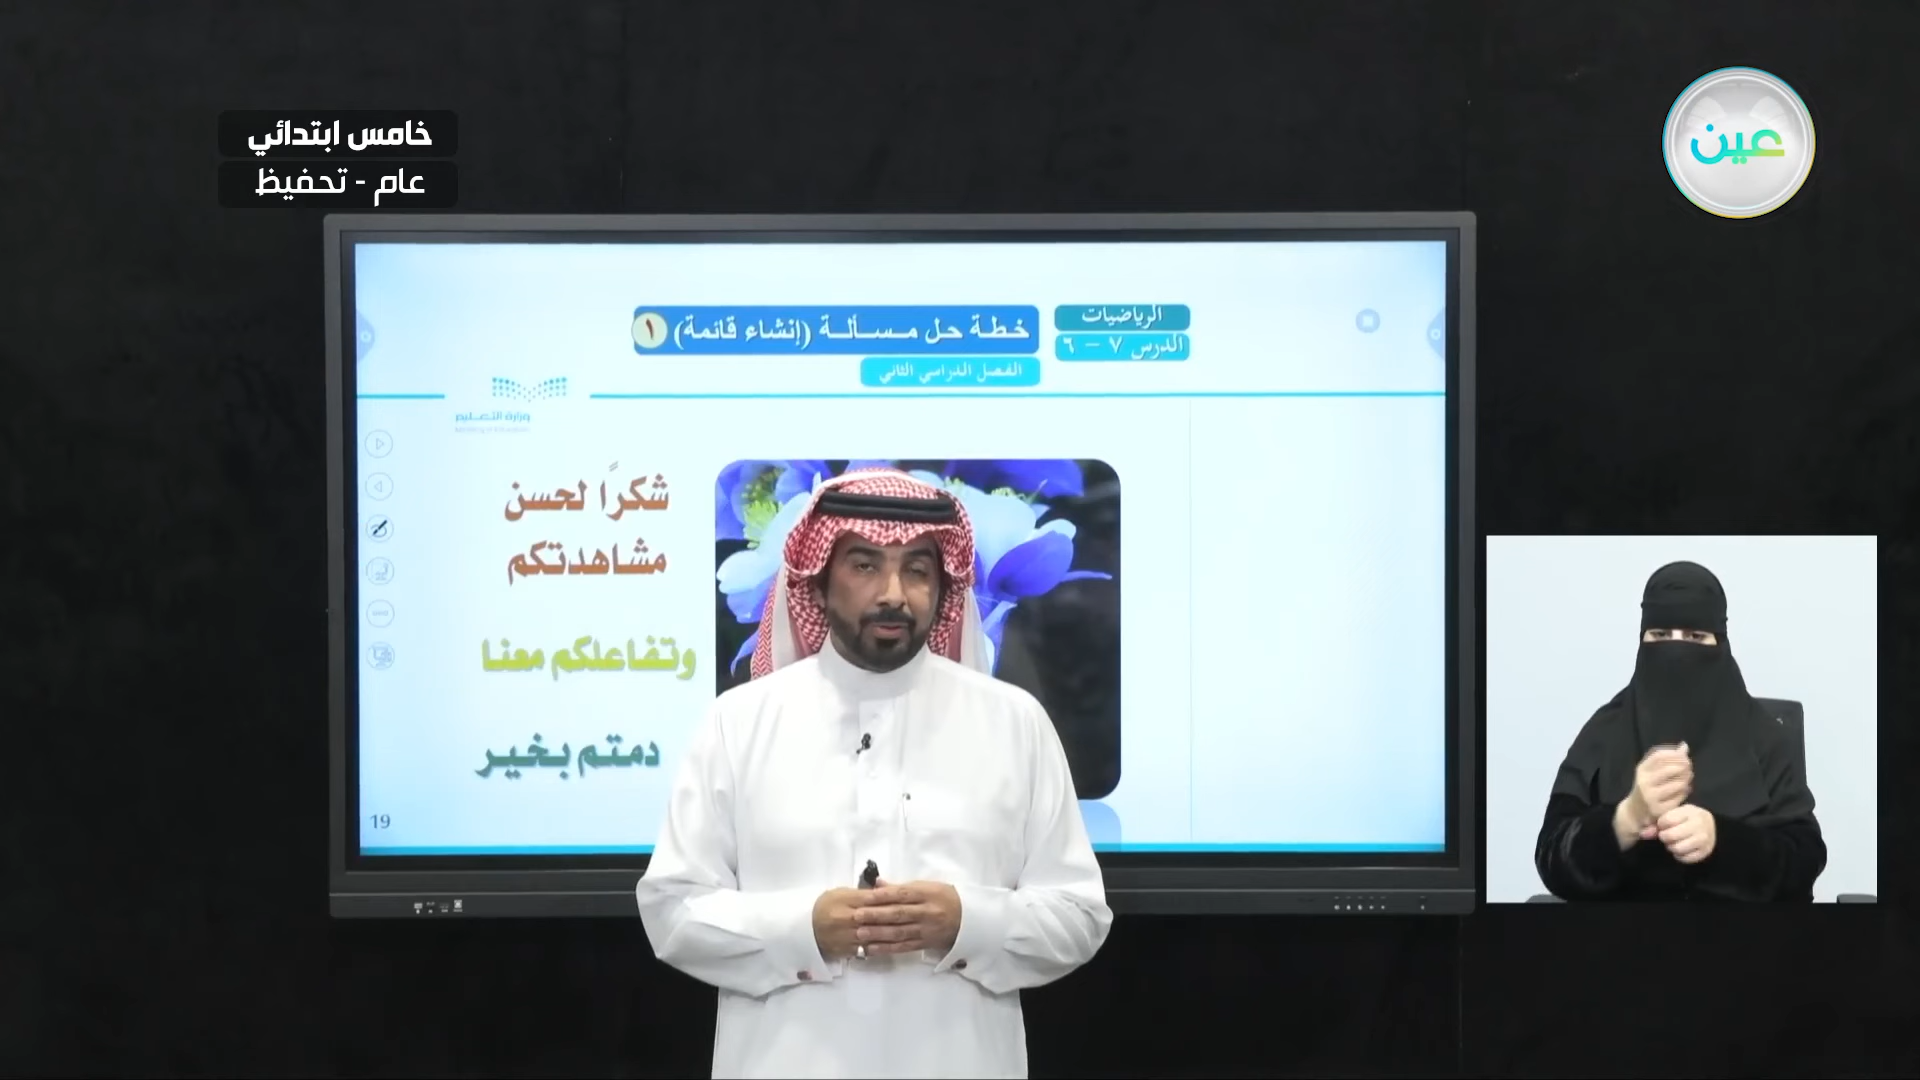 خامس ابتدائي
عام - تحفيظ
عين
الرياضيات
الدرس ٧ - ٦
خطة حل مسألة (إنشاء قائمة) ١
الفصل الدراسي الثاني
وزارة التعليم
شكرًا لحسن
مشاهدتكم
وتفاعلكم معنا
دمتم بخير
19